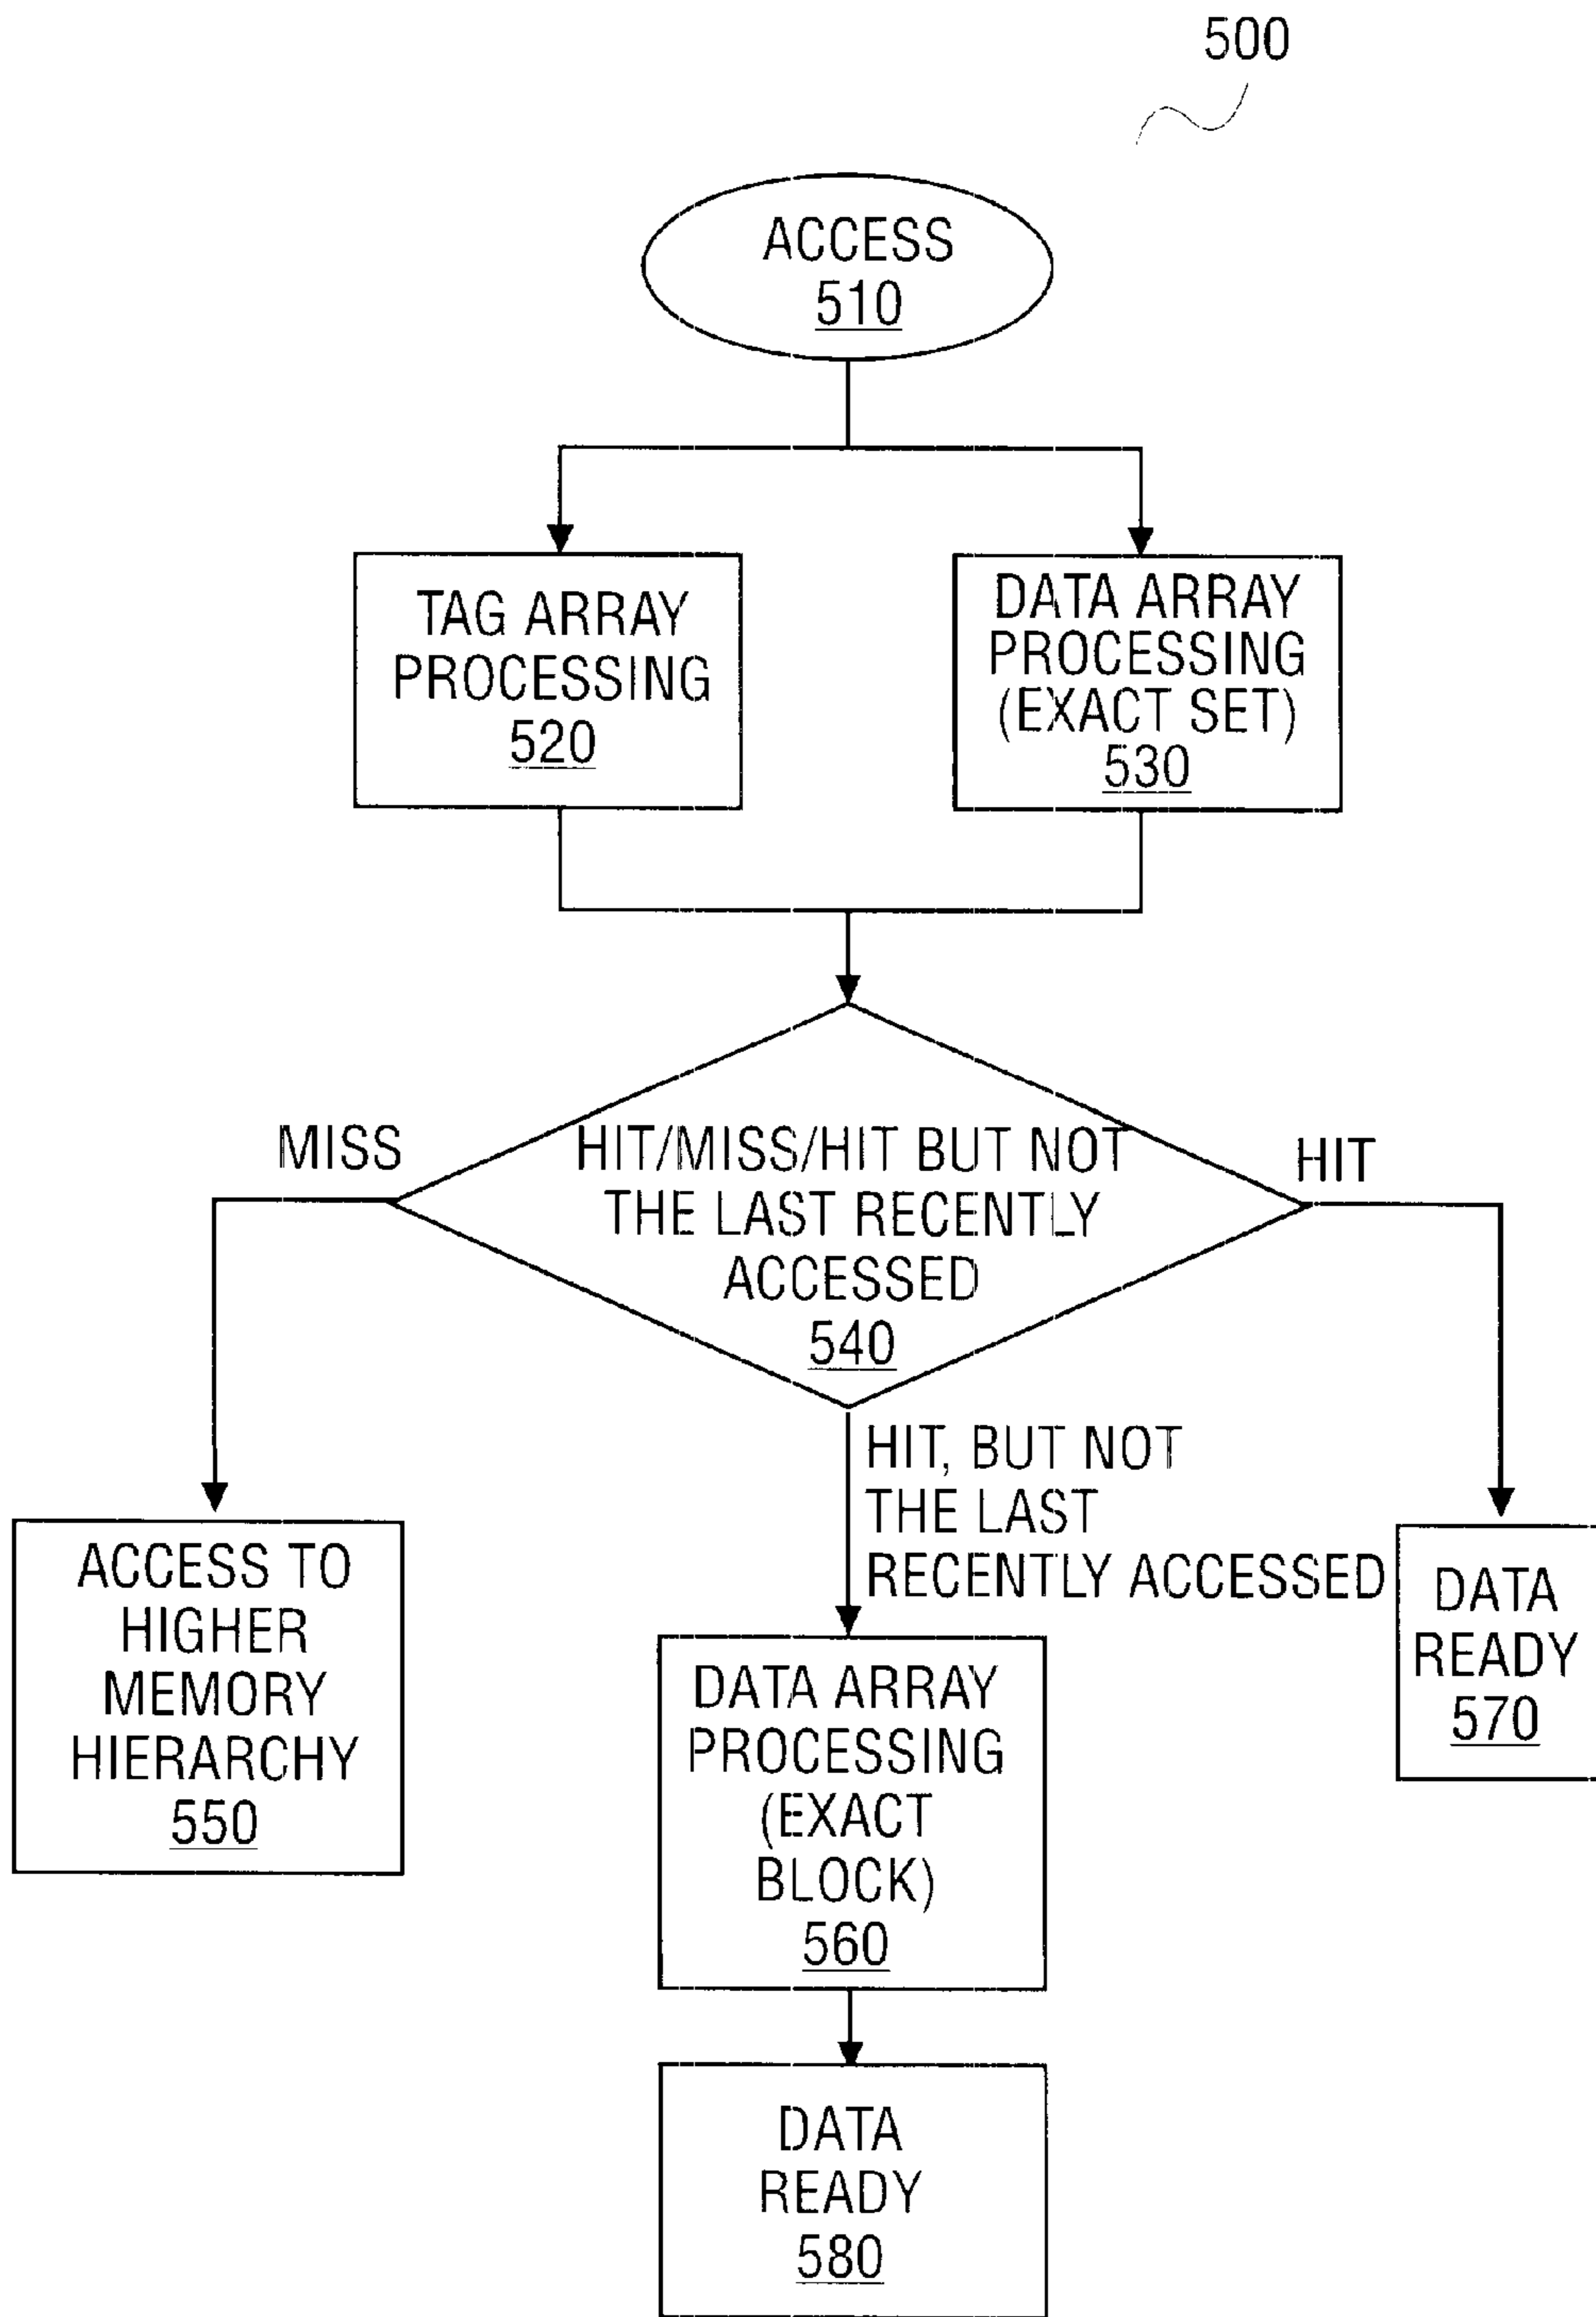 500
ACCESS
510
TAG ARRAY
PROCESSING
520
DATA ARRAY
PROCESSING
(EXACT SET)
530
MISS
HIT/MISS/HIT BUT NOT
THE LAST RECENTLY
ACCESSED
540
HIT
HIT, BUT NOT
THE LAST
RECENTLY ACCESSED
ACCESS TO
HIGHER
MEMORY
HIERARCHY
550
DATA ARRAY
PROCESSING
(EXACT
BLOCK)
560
DATA
READY
570
DATA
READY
580